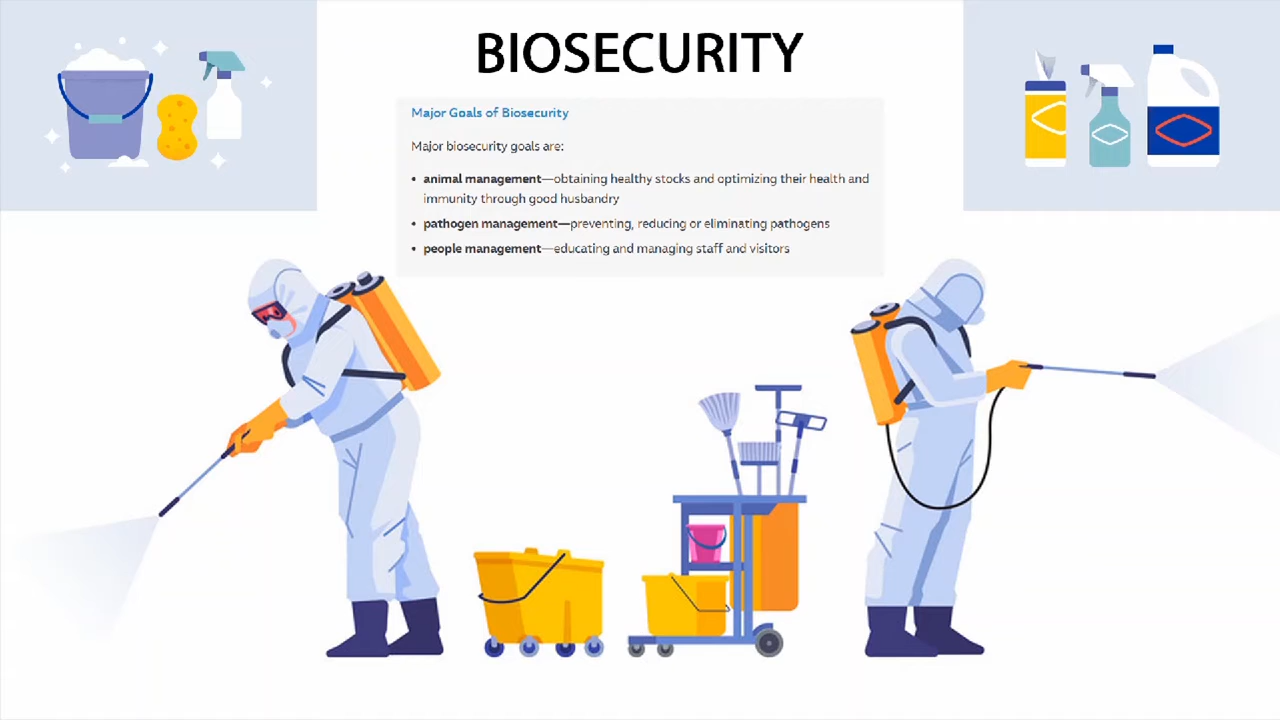 BIOSECURITY
Major Goals of Biosecurity
Major biosecurity goals are:
• animal management—obtaining healthy stocks and optimizing their health and
immunity through good husbandry
• pathogen management—preventing, reducing or eliminating pathogens
• people management—educating and managing staff and visitors